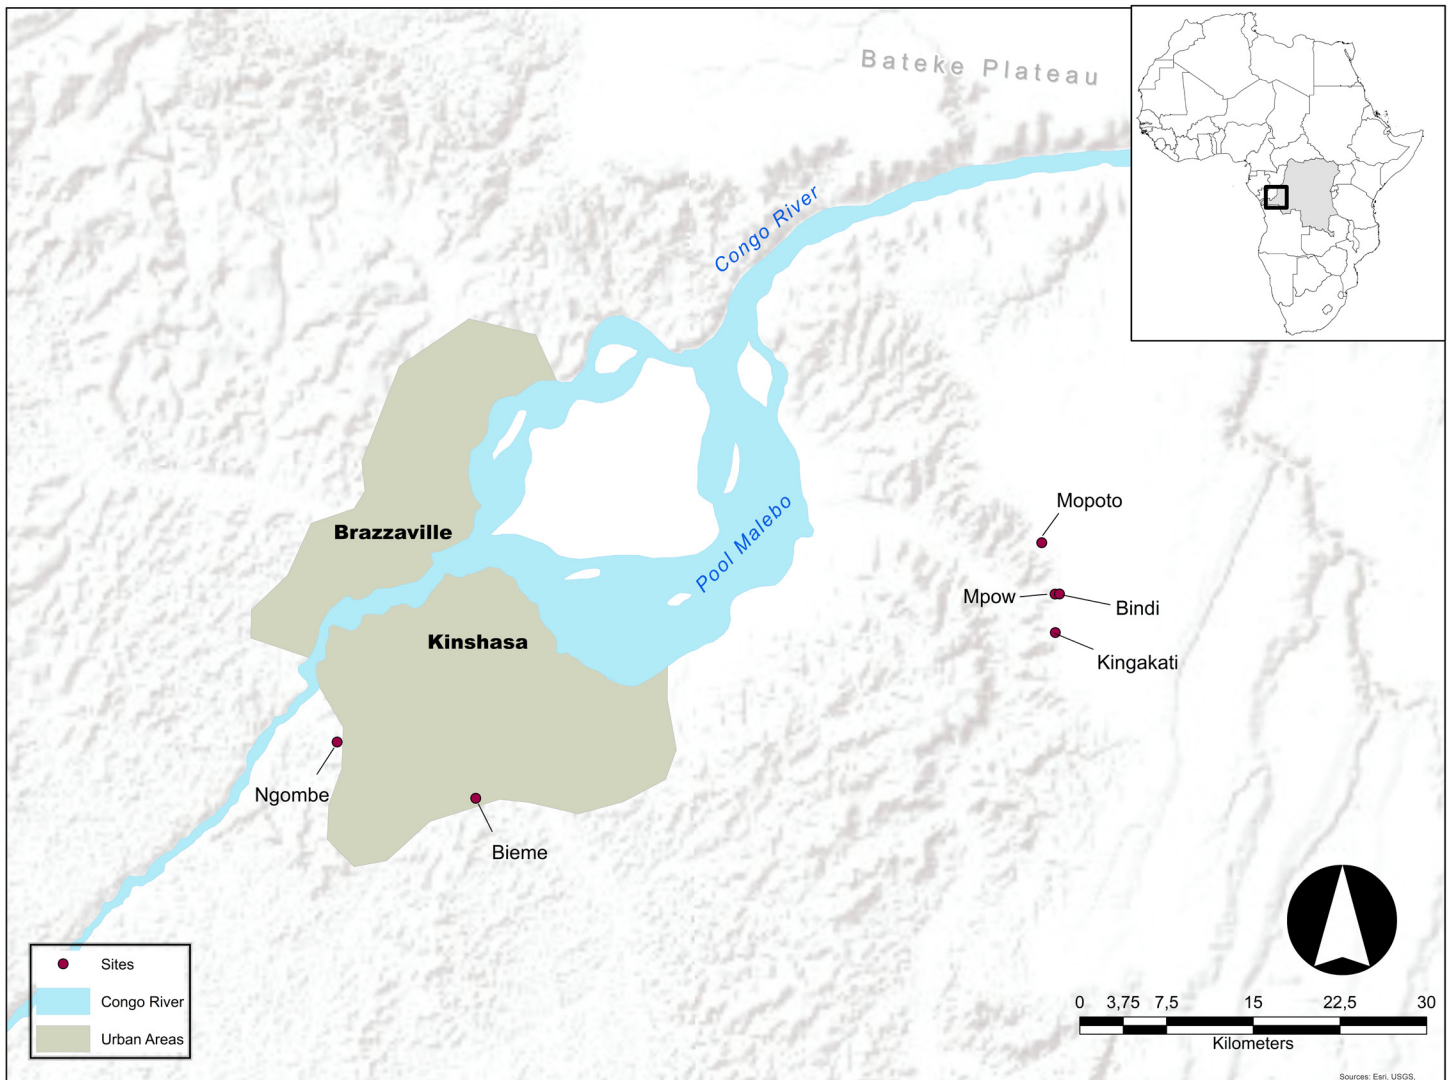 Bateke Plateau
Congo River
Mopoto
Brazzaville
Pool Malebo
Mpow
Bindi
Kinshasa
Kingakati
Ngombe
Bieme
Sites
Congo River
Urban Areas
0 3,75 7,5 15 22,5 30
Kilometers
Sources: Esri, USGS,